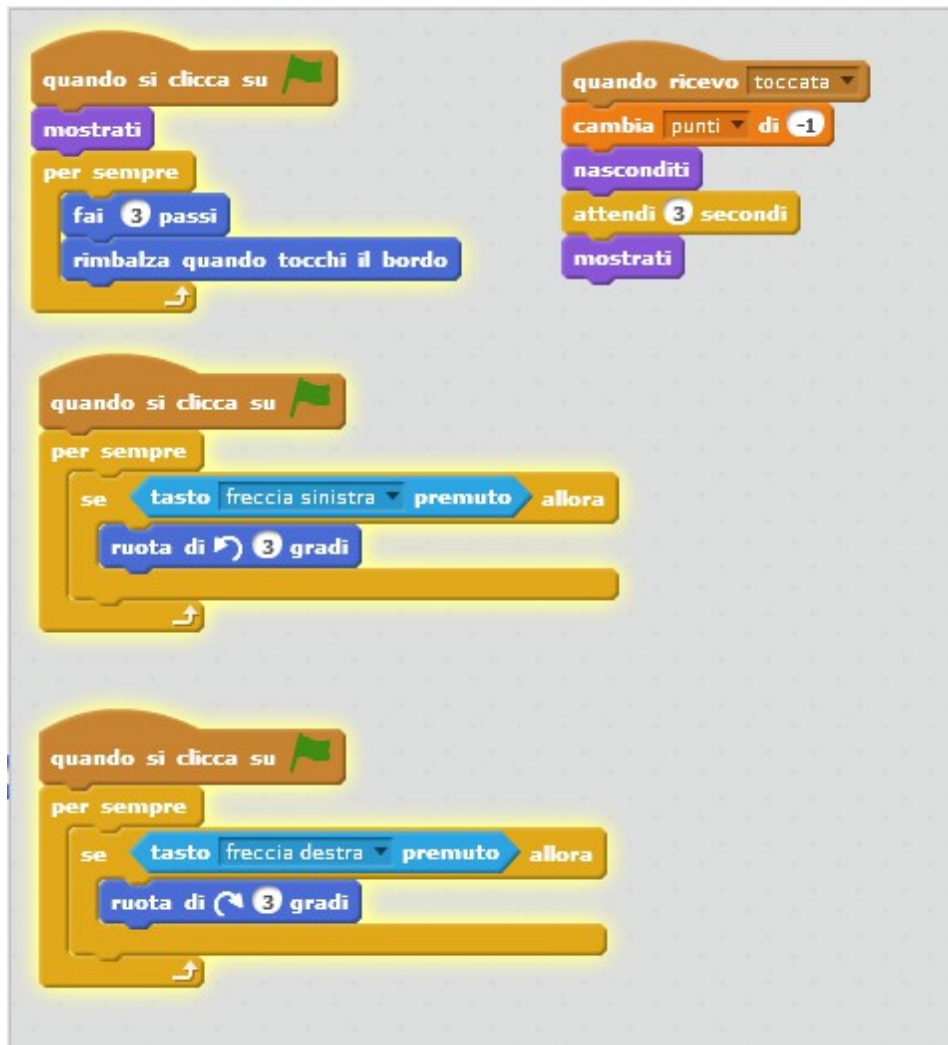 quando si clicca su
mostrati
per sempre
fai 3 passi
rimbalza quando tocchi il bordo
quando ricevo toccata
cambia punti di -1
nasconditi
attendi 3 secondi
mostrati
quando si clicca su
per sempre
se tasto freccia sinistra premuto allora
ruota di 3 gradi
quando si clicca su
per sempre
se tasto freccia destra premuto allora
ruota di 3 gradi